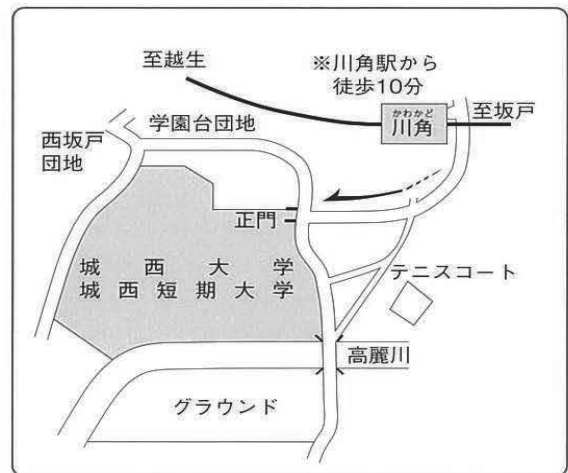 至越生
※川角駅から
徒歩10分
かわかど
川角
至坂戸
学園台団地
西坂戸
団地
正門
城西大学
城西短期大学
テニスコート
高麗川
グラウンド